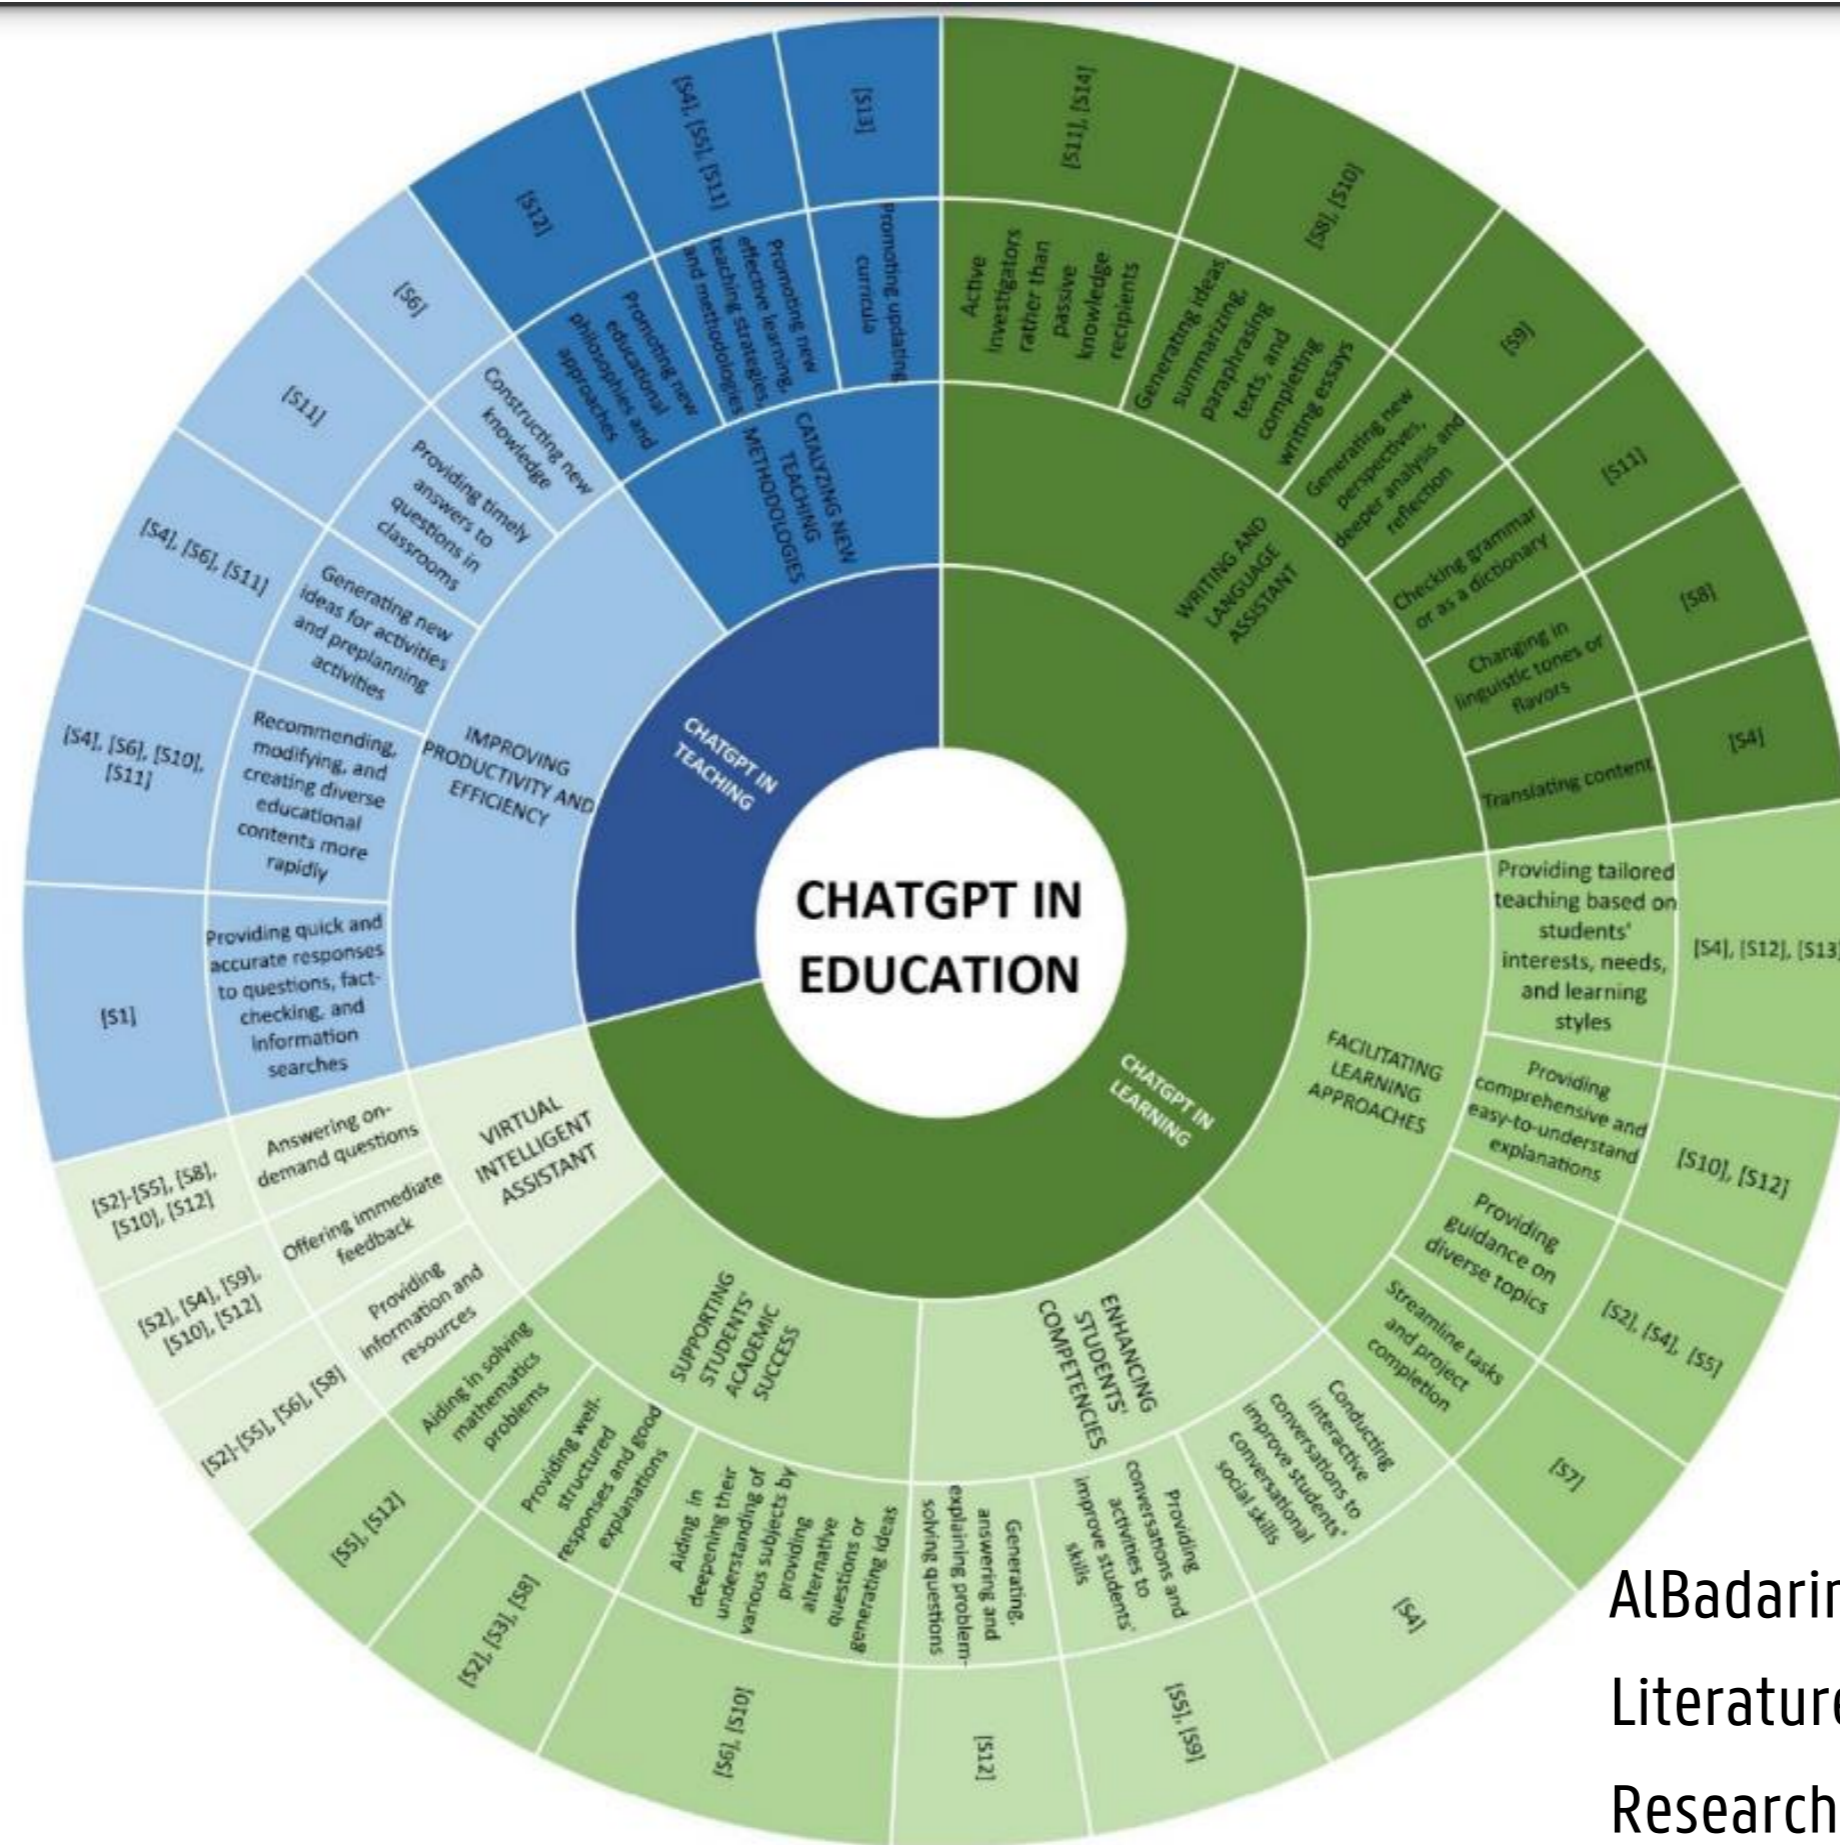 CHATGPT IN
EDUCATION
CHATGPT IN
LEARNING
CHATGPT IN
TEACHING
WRITING AND
LANGUAGE
ASSISTANT
Active
investigators
rather than
passive
knowledge
recipients
[S11], [S14]
Generating ideas,
summarizing,
paraphrasing
texts, and
completing
writing essays
[S8], [S10]
Generating new
perspectives,
deeper analysis and
reflection
[S9]
Checking grammar
or as a dictionary
[S11]
Changing in
linguistic tones or
flavors
[S8]
Translating content
[S4]
FACILITATING
LEARNING
APPROACHES
Providing tailored
teaching based on
students'
interests, needs,
and learning
styles
[S4], [S12], [S13]
Providing
comprehensive and
easy-to-understand
explanations
[S10], [S12]
Providing
guidance on
diverse topics
[S2], [S4], [S5]
Streamline tasks
and project
completion
[S7]
ENHANCING
STUDENTS'
COMPETENCIES
Conducting
interactive
conversations to
improve students'
conversational
social skills
[S4]
Providing
conversations and
activities to
improve students'
skills
[S5], [S9]
Generating,
answering and
explaining problem-
solving questions
[S12]
SUPPORTING
STUDENTS'
ACADEMIC
SUCCESS
Aiding in
deepening their
understanding of
various subjects by
providing
alternative
questions or
generating ideas
[S6], [S10]
Providing well-
structured
responses and good
explanations
[S2], [S3], [S8]
Aiding in solving
mathematics
problems
[S5], [S12]
VIRTUAL
INTELLIGENT
ASSISTANT
Providing
information and
resources
[S2]-[S5], [S6], [S8]
Offering immediate
feedback
[S2], [S4], [S9],
[S10], [S12]
Answering on-
demand questions
[S2]-[S5], [S8],
[S10], [S12]
IMPROVING
PRODUCTIVITY AND
EFFICIENCY
Providing quick and
accurate responses
to questions, fact-
checking, and
information
searches
[S1]
Recommending,
modifying, and
creating diverse
educational
contents more
rapidly
[S4], [S6], [S10],
[S11]
Generating new
ideas for activities
and preplanning
activities
[S4], [S6], [S11]
Providing timely
answers to
questions in
classrooms
[S11]
Constructing new
knowledge
[S6]
CATALYZING NEW
TEACHING
METHODOLOGIES
Promoting new
educational
philosophies and
approaches
[S12]
Promoting new
effective learning,
teaching strategies,
and methodologies
[S4], [S5], [S11]
Promoting updating
curricula
[S13]
AlBadarin
Literature
Research